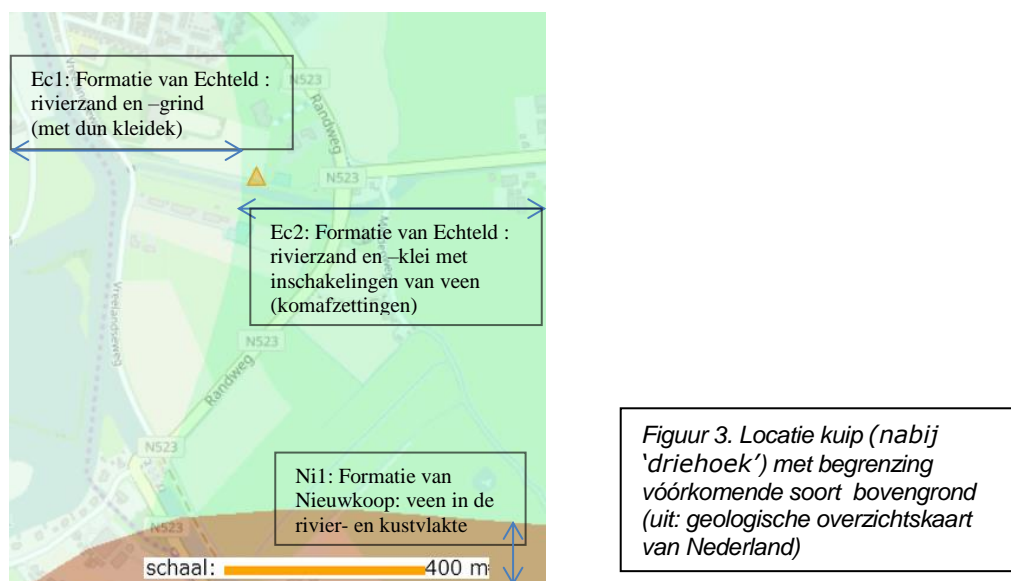 Ec1: Formatie van Echteld :
rivierzand en –grind
(met dun kleidek)
N523
Randweg
N523
Ec2: Formatie van Echteld :
rivierzand en –klei met
inschakelingen van veen
(komafzettingen)
Vreelandseweg
N523
Randweg
N523
Ni1: Formatie van
Nieuwkoop: veen in de
rivier- en kustvlakte
N523
schaal: 400 m
Figuur 3. Locatie kuip (nabij
‘driehoek’) met begrenzing
vóórkomende soort bovengrond
(uit: geologische overzichtskaart
van Nederland)